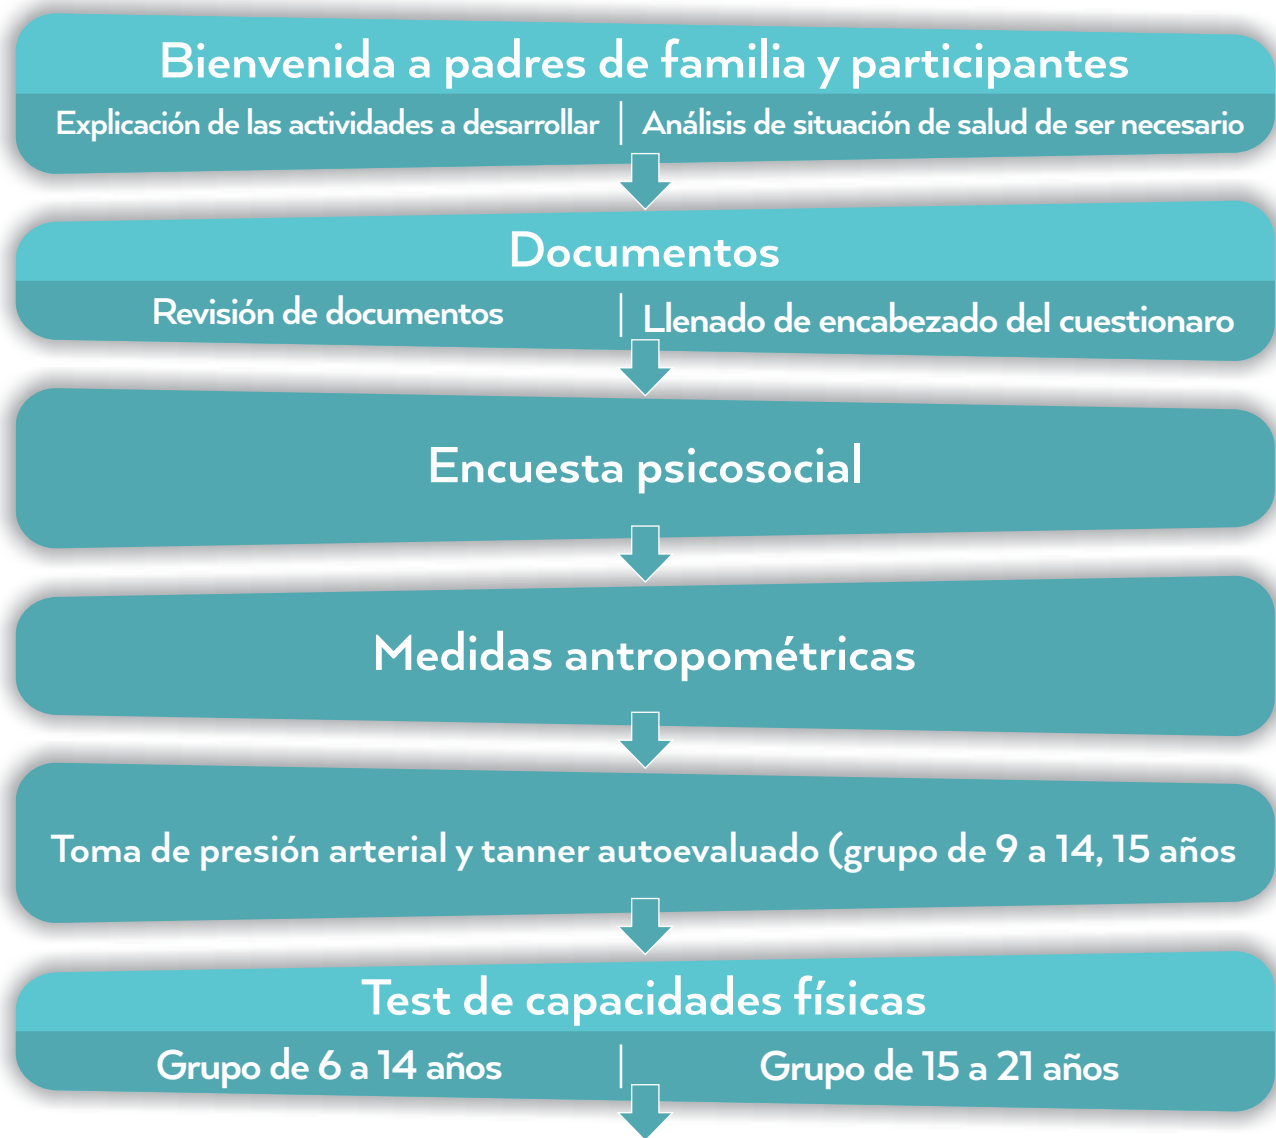 Bienvenida a padres de familia y participantes
Explicación de las actividades a desarrollar
Análisis de situación de salud de ser necesario
Documentos
Revisión de documentos
Llenado de encabezado del cuestionaro
Encuesta psicosocial
Medidas antropométricas
Toma de presión arterial y tanner autoevaluado (grupo de 9 a 14, 15 años
Test de capacidades físicas
Grupo de 6 a 14 años
Grupo de 15 a 21 años